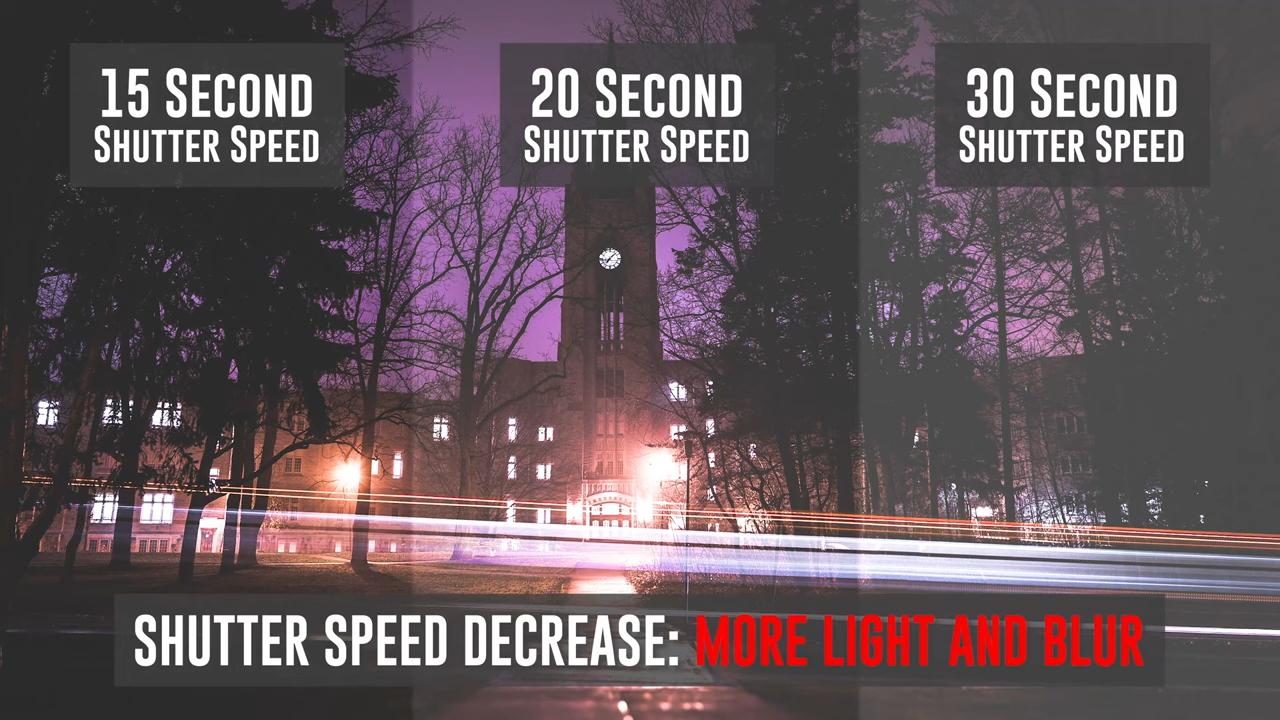 15 Second
Shutter Speed
20 Second
Shutter Speed
30 Second
Shutter Speed
SHUTTER SPEED DECREASE: MORE LIGHT AND BLUR